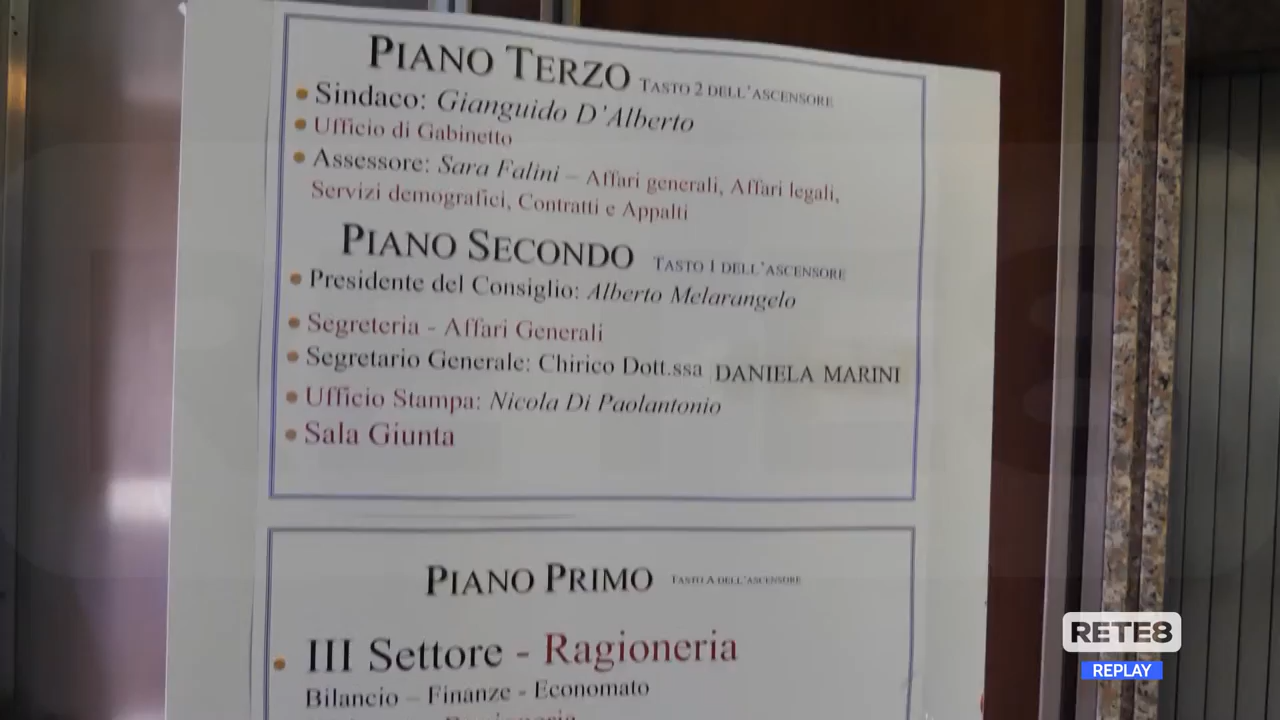 PIANO TERZO TASTO 2 DELL'ASCENSORE
Sindaco: Gianguido D'Alberto
Ufficio di Gabinetto
Assessore: Sara Falini – Affari generali, Affari legali,
Servizi demografici, Contratti e Appalti
PIANO SECONDO TASTO 1 DELL'ASCENSORE
Presidente del Consiglio: Alberto Melarangelo
Segreteria - Affari Generali
Segretario Generale: Chirico Dott.ssa DANIELA MARINI
Ufficio Stampa: Nicola Di Paolantonio
Sala Giunta
PIANO PRIMO TASTO A DELL'ASCENSORE
III Settore - Ragioneria
Bilancio – Finanze - Economato
RETE8
REPLAY